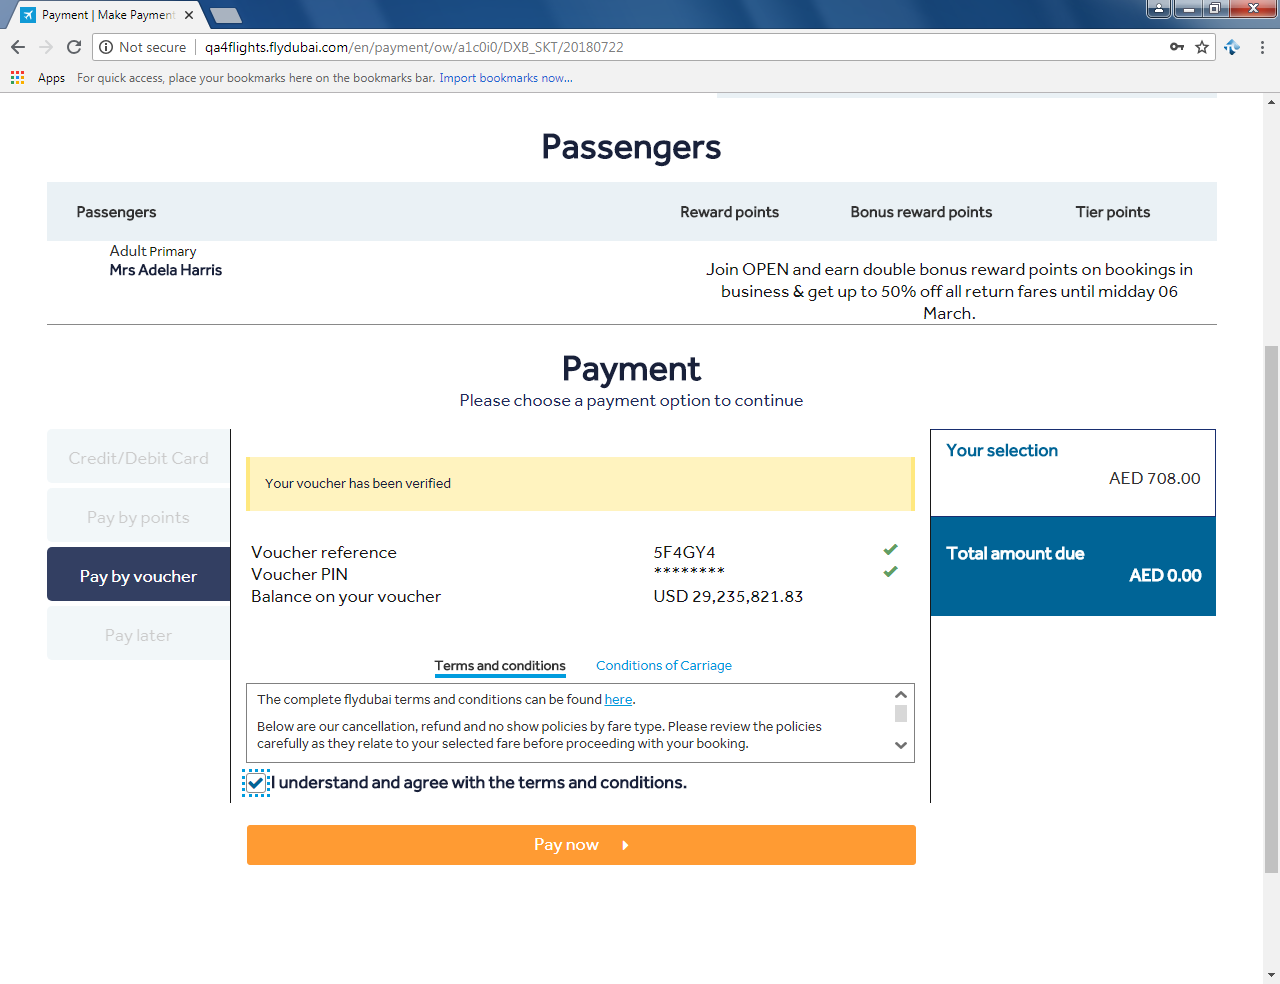 Payment | Make Payment
Not secure
qa4flights.flydubai.com/en/payment/ow/a1c0i0/DXB_SKT/20180722
Apps
For quick access, place your bookmarks here on the bookmarks bar. Import bookmarks now...
Passengers
Passengers
Reward points
Bonus reward points
Tier points
Adult Primary
Mrs Adela Harris
Join OPEN and earn double bonus reward points on bookings in
business & get up to 50% off all return fares until midday 06
March.
Payment
Please choose a payment option to continue
Credit/Debit Card
Pay by points
Pay by voucher
Pay later
Your voucher has been verified
Voucher reference 5F4GY4
Voucher PIN ********
Balance on your voucher USD 29,235,821.83
Terms and conditions
Conditions of Carriage
The complete flydubai terms and conditions can be found here.
Below are our cancellation, refund and no show policies by fare type. Please review the policies
carefully as they relate to your selected fare before proceeding with your booking.
I understand and agree with the terms and conditions.
Pay now
Your selection
AED 708.00
Total amount due
AED 0.00